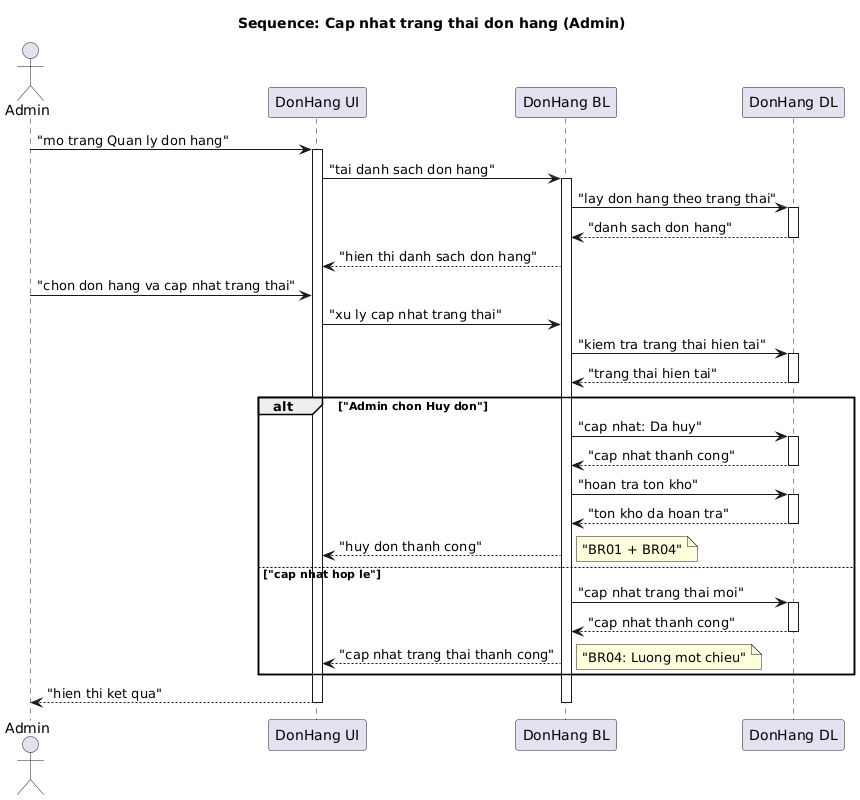 Sequence: Cap nhat trang thai don hang (Admin)
Admin
DonHang UI
DonHang BL
DonHang DL
"mo trang Quan ly don hang"
"tai danh sach don hang"
"lay don hang theo trang thai"
"danh sach don hang"
"hien thi danh sach don hang"
"chon don hang va cap nhat trang thai"
"xu ly cap nhat trang thai"
"kiem tra trang thai hien tai"
"trang thai hien tai"
alt
["Admin chon Huy don"]
"cap nhat: Da huy"
"cap nhat thanh cong"
"hoan tra ton kho"
"ton kho da hoan tra"
"huy don thanh cong"
"BR01 + BR04"
["cap nhat hop le"]
"cap nhat trang thai moi"
"cap nhat thanh cong"
"cap nhat trang thai thanh cong"
"BR04: Luong mot chieu"
"hien thi ket qua"
Admin
DonHang UI
DonHang BL
DonHang DL